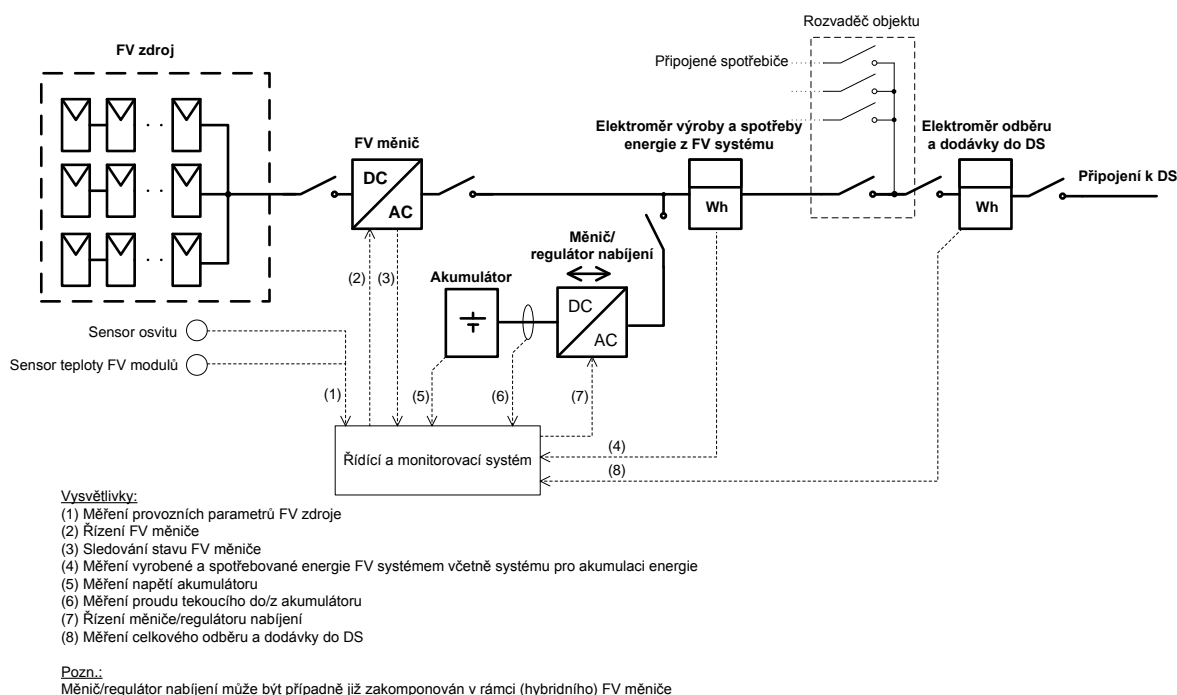 Rozvaděč objektu
FV zdroj
Připojené spotřebiče
Elektroměr výroby a spotřeby
energie z FV systému
Elektroměr odběru
a dodávky do DS
FV měnič
DC
AC
Wh
Wh
Připojení k DS
Měnič/
regulátor nabíjení
Akumulátor
(2)
(3)
DC
AC
Sensor osvitu
Sensor teploty FV modulů
(1)
(5)
(6)
(7)
(4)
(8)
Řídící a monitorovací systém
Vysvětlivky:
(1) Měření provozních parametrů FV zdroje
(2) Řízení FV měniče
(3) Sledování stavu FV měniče
(4) Měření vyrobené a spotřebované energie FV systémem včetně systému pro akumulaci energie
(5) Měření napětí akumulátoru
(6) Měření proudu tekoucího do/z akumulátoru
(7) Řízení měniče/regulátoru nabíjení
(8) Měření celkového odběru a dodávky do DS
Pozn.:
Měnič/regulátor nabíjení může být případně již zakomponován v rámci (hybridního) FV měniče